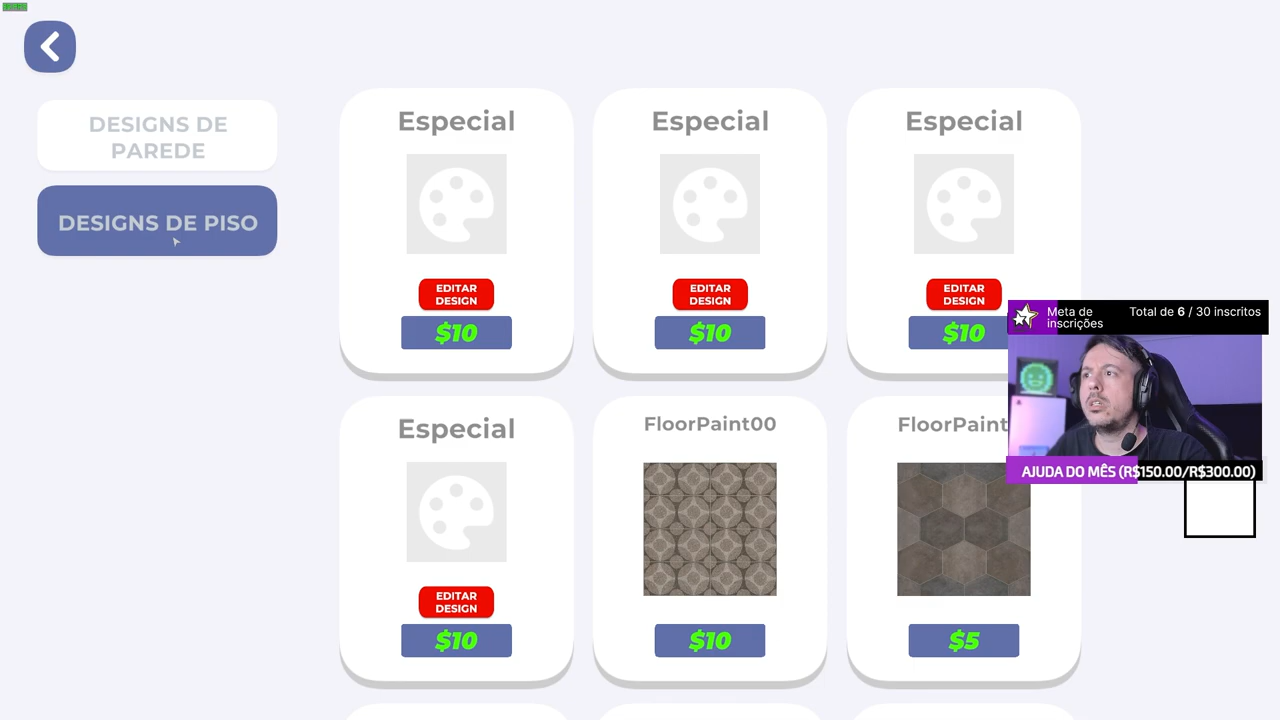 DESIGNS DE
PAREDE
DESIGNS DE PISO
Especial
EDITAR
DESIGN
$10
Especial
EDITAR
DESIGN
$10
Especial
EDITAR
DESIGN
$10
Meta de
inscrições
Total de 6 / 30 inscritos
AJUDA DO MÊS (R$150.00/R$300.00)
Especial
EDITAR
DESIGN
$10
FloorPaint00
$10
FloorPaint
$5